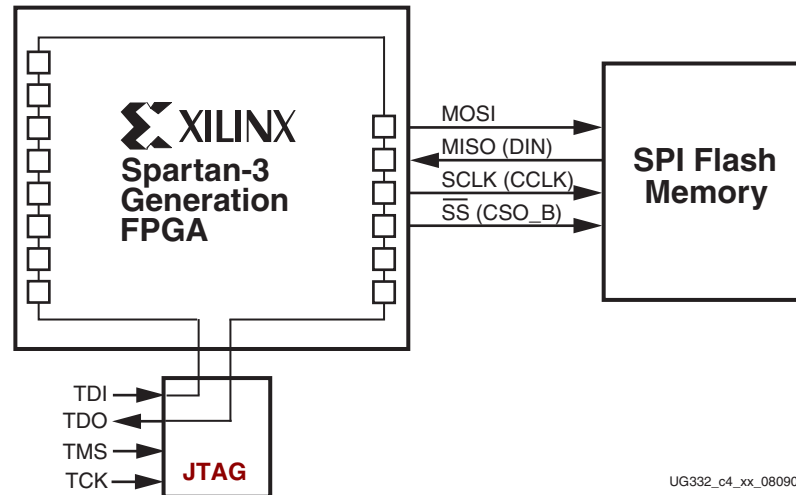 XILINX
Spartan-3
Generation
FPGA
MOSI
MISO (DIN)
SCLK (CCLK)
SS (CSO_B)
SPI Flash
Memory
TDI
TDO
TMS
TCK
JTAG
UG332_c4_xx_08090